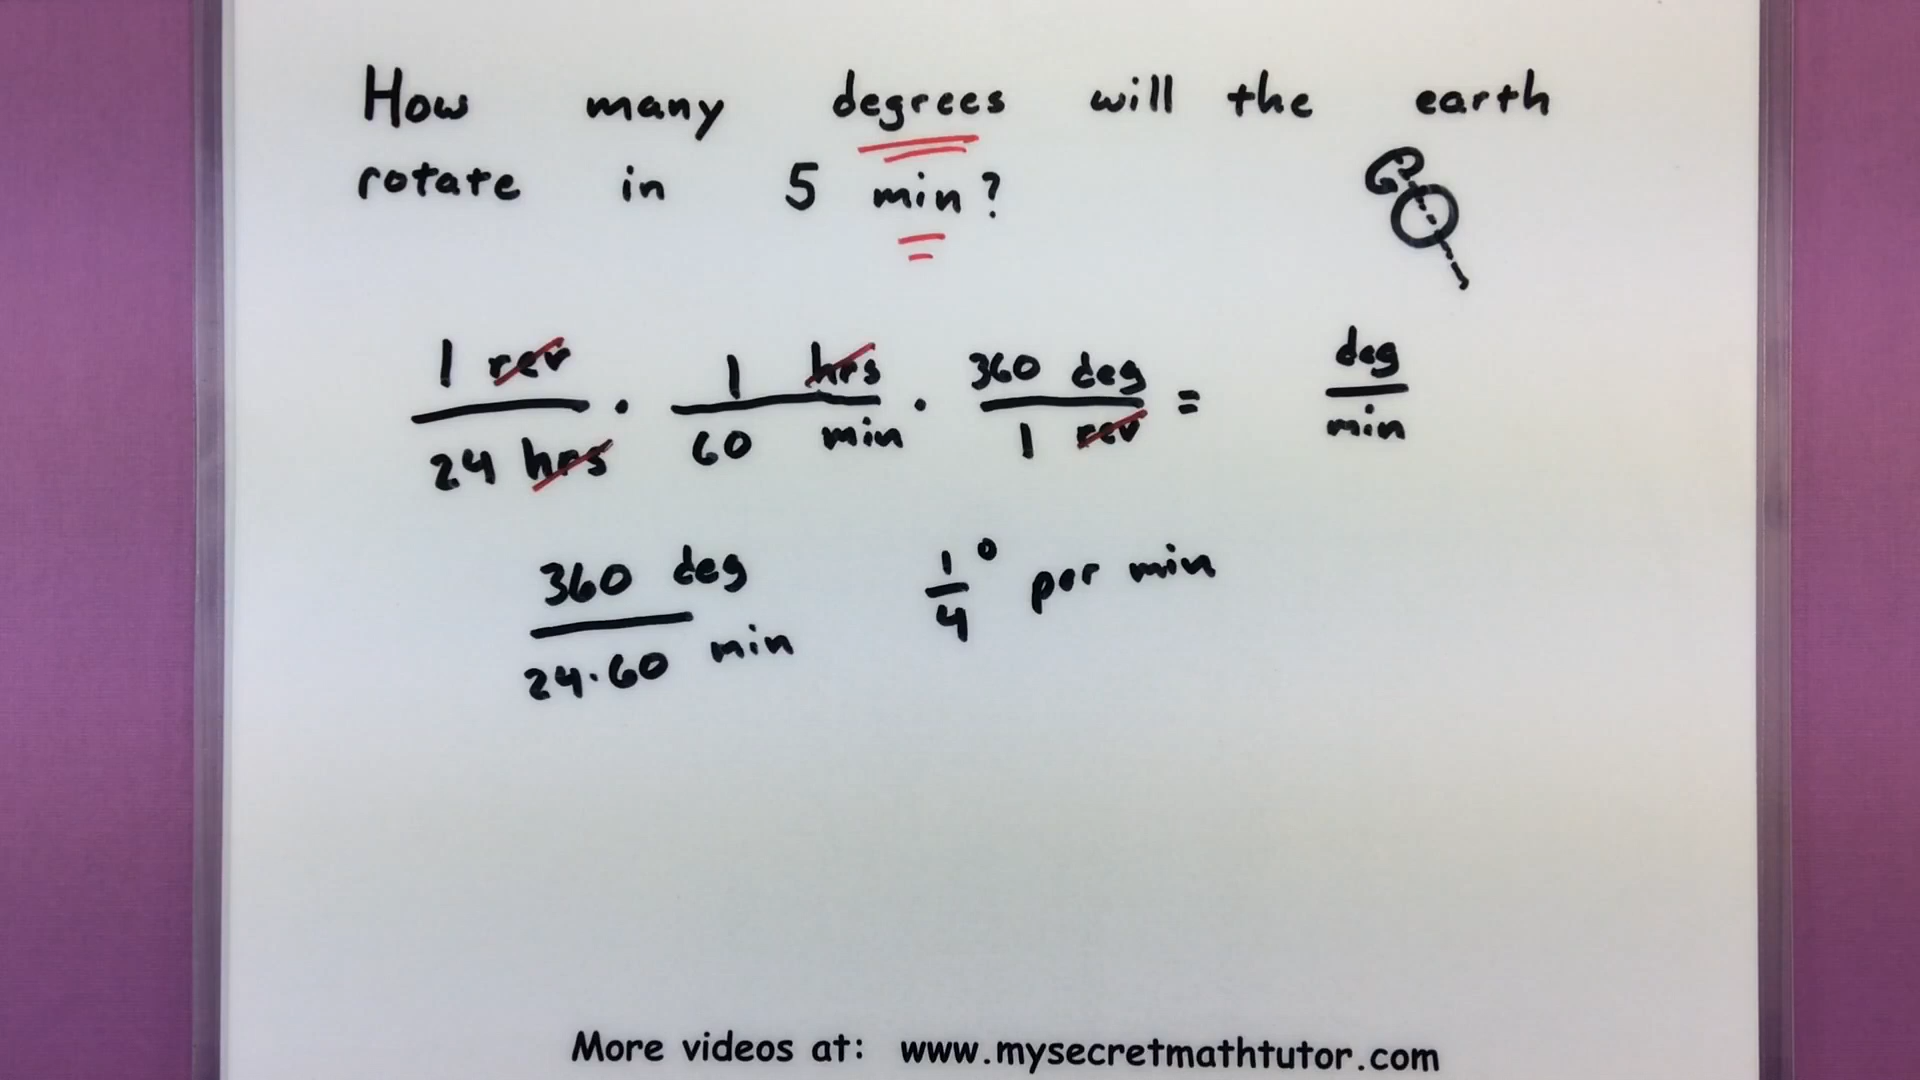 How many degrees will the earth
rotate in 5 min?
1 rev / 24 hrs · 1 hrs / 60 min · 360 deg / 1 rev = deg / min
360 deg / 24·60 min 1/4° per min
More videos at: www.mysecretmathtutor.com